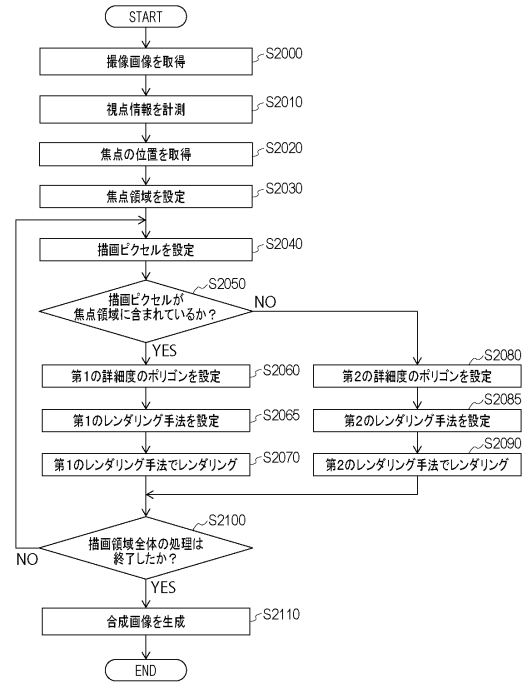 START
撮像画像を取得
S2000
視点情報を計測
S2010
焦点の位置を取得
S2020
焦点領域を設定
S2030
描画ピクセルを設定
S2040
描画ピクセルが
焦点領域に含まれているか?
S2050
NO
YES
第1の詳細度のポリゴンを設定
S2060
第1のレンダリング手法を設定
S2065
第1のレンダリング手法でレンダリング
S2070
第2の詳細度のポリゴンを設定
S2080
第2のレンダリング手法を設定
S2085
第2のレンダリング手法でレンダリング
S2090
描画領域全体の処理は
終了したか?
S2100
NO
YES
合成画像を生成
S2110
END